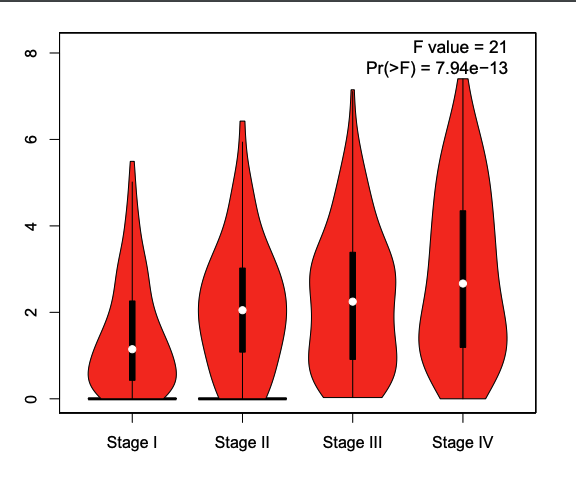 F value = 21
Pr(>F) = 7.94e−13
8
6
4
2
0
Stage I Stage II Stage III Stage IV